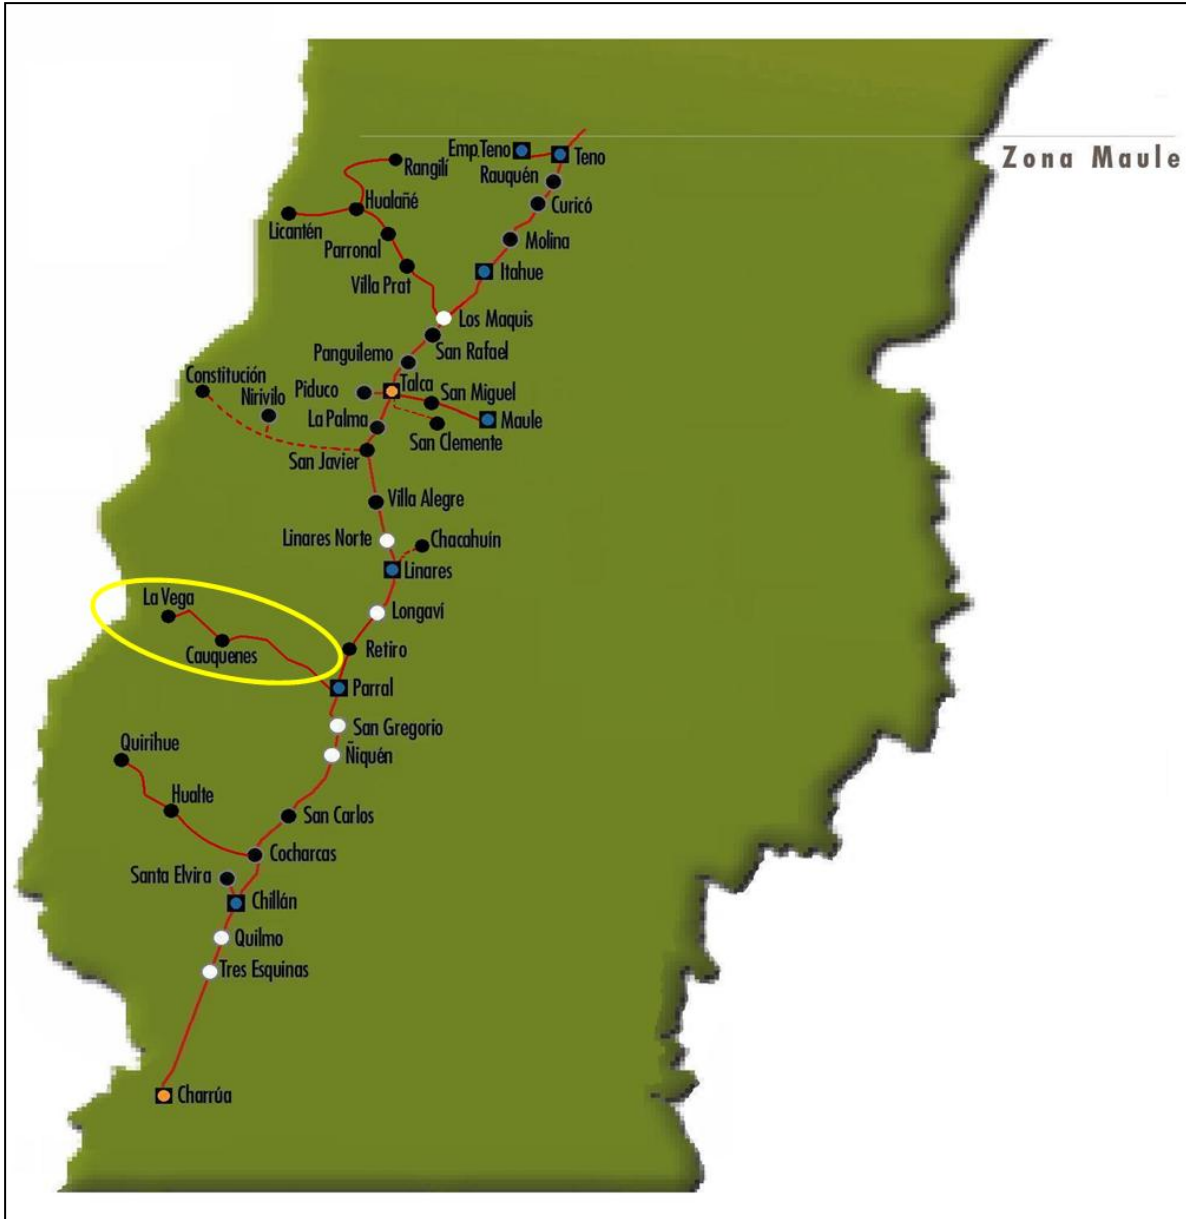 Emp.Teno
Teno
Zona Maule
Rangilí
Rauquén
Hualañé
Curicó
Licantén
Parronal
Molina
Villa Prat
Itahue
Los Maquis
San Rafael
Panguilemo
Constitución
Nirivilo
Piduco
Talca
San Miguel
La Palma
Maule
San Clemente
San Javier
Villa Alegre
Linares Norte
Chacahuín
Linares
La Vega
Longaví
Cauquenes
Retiro
Parral
San Gregorio
Quirihue
Ñiquén
Hualte
San Carlos
Cocharcas
Santa Elvira
Chillán
Quilmo
Tres Esquinas
Charrúa